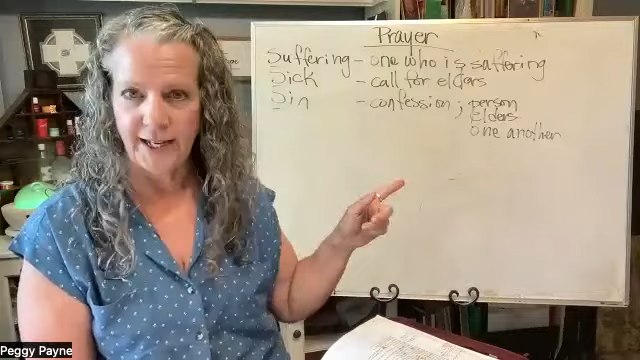 Prayer
Suffering - one who is suffering
Sick - call for elders
Sin - confession ; person
elders
one another
Peggy Payne